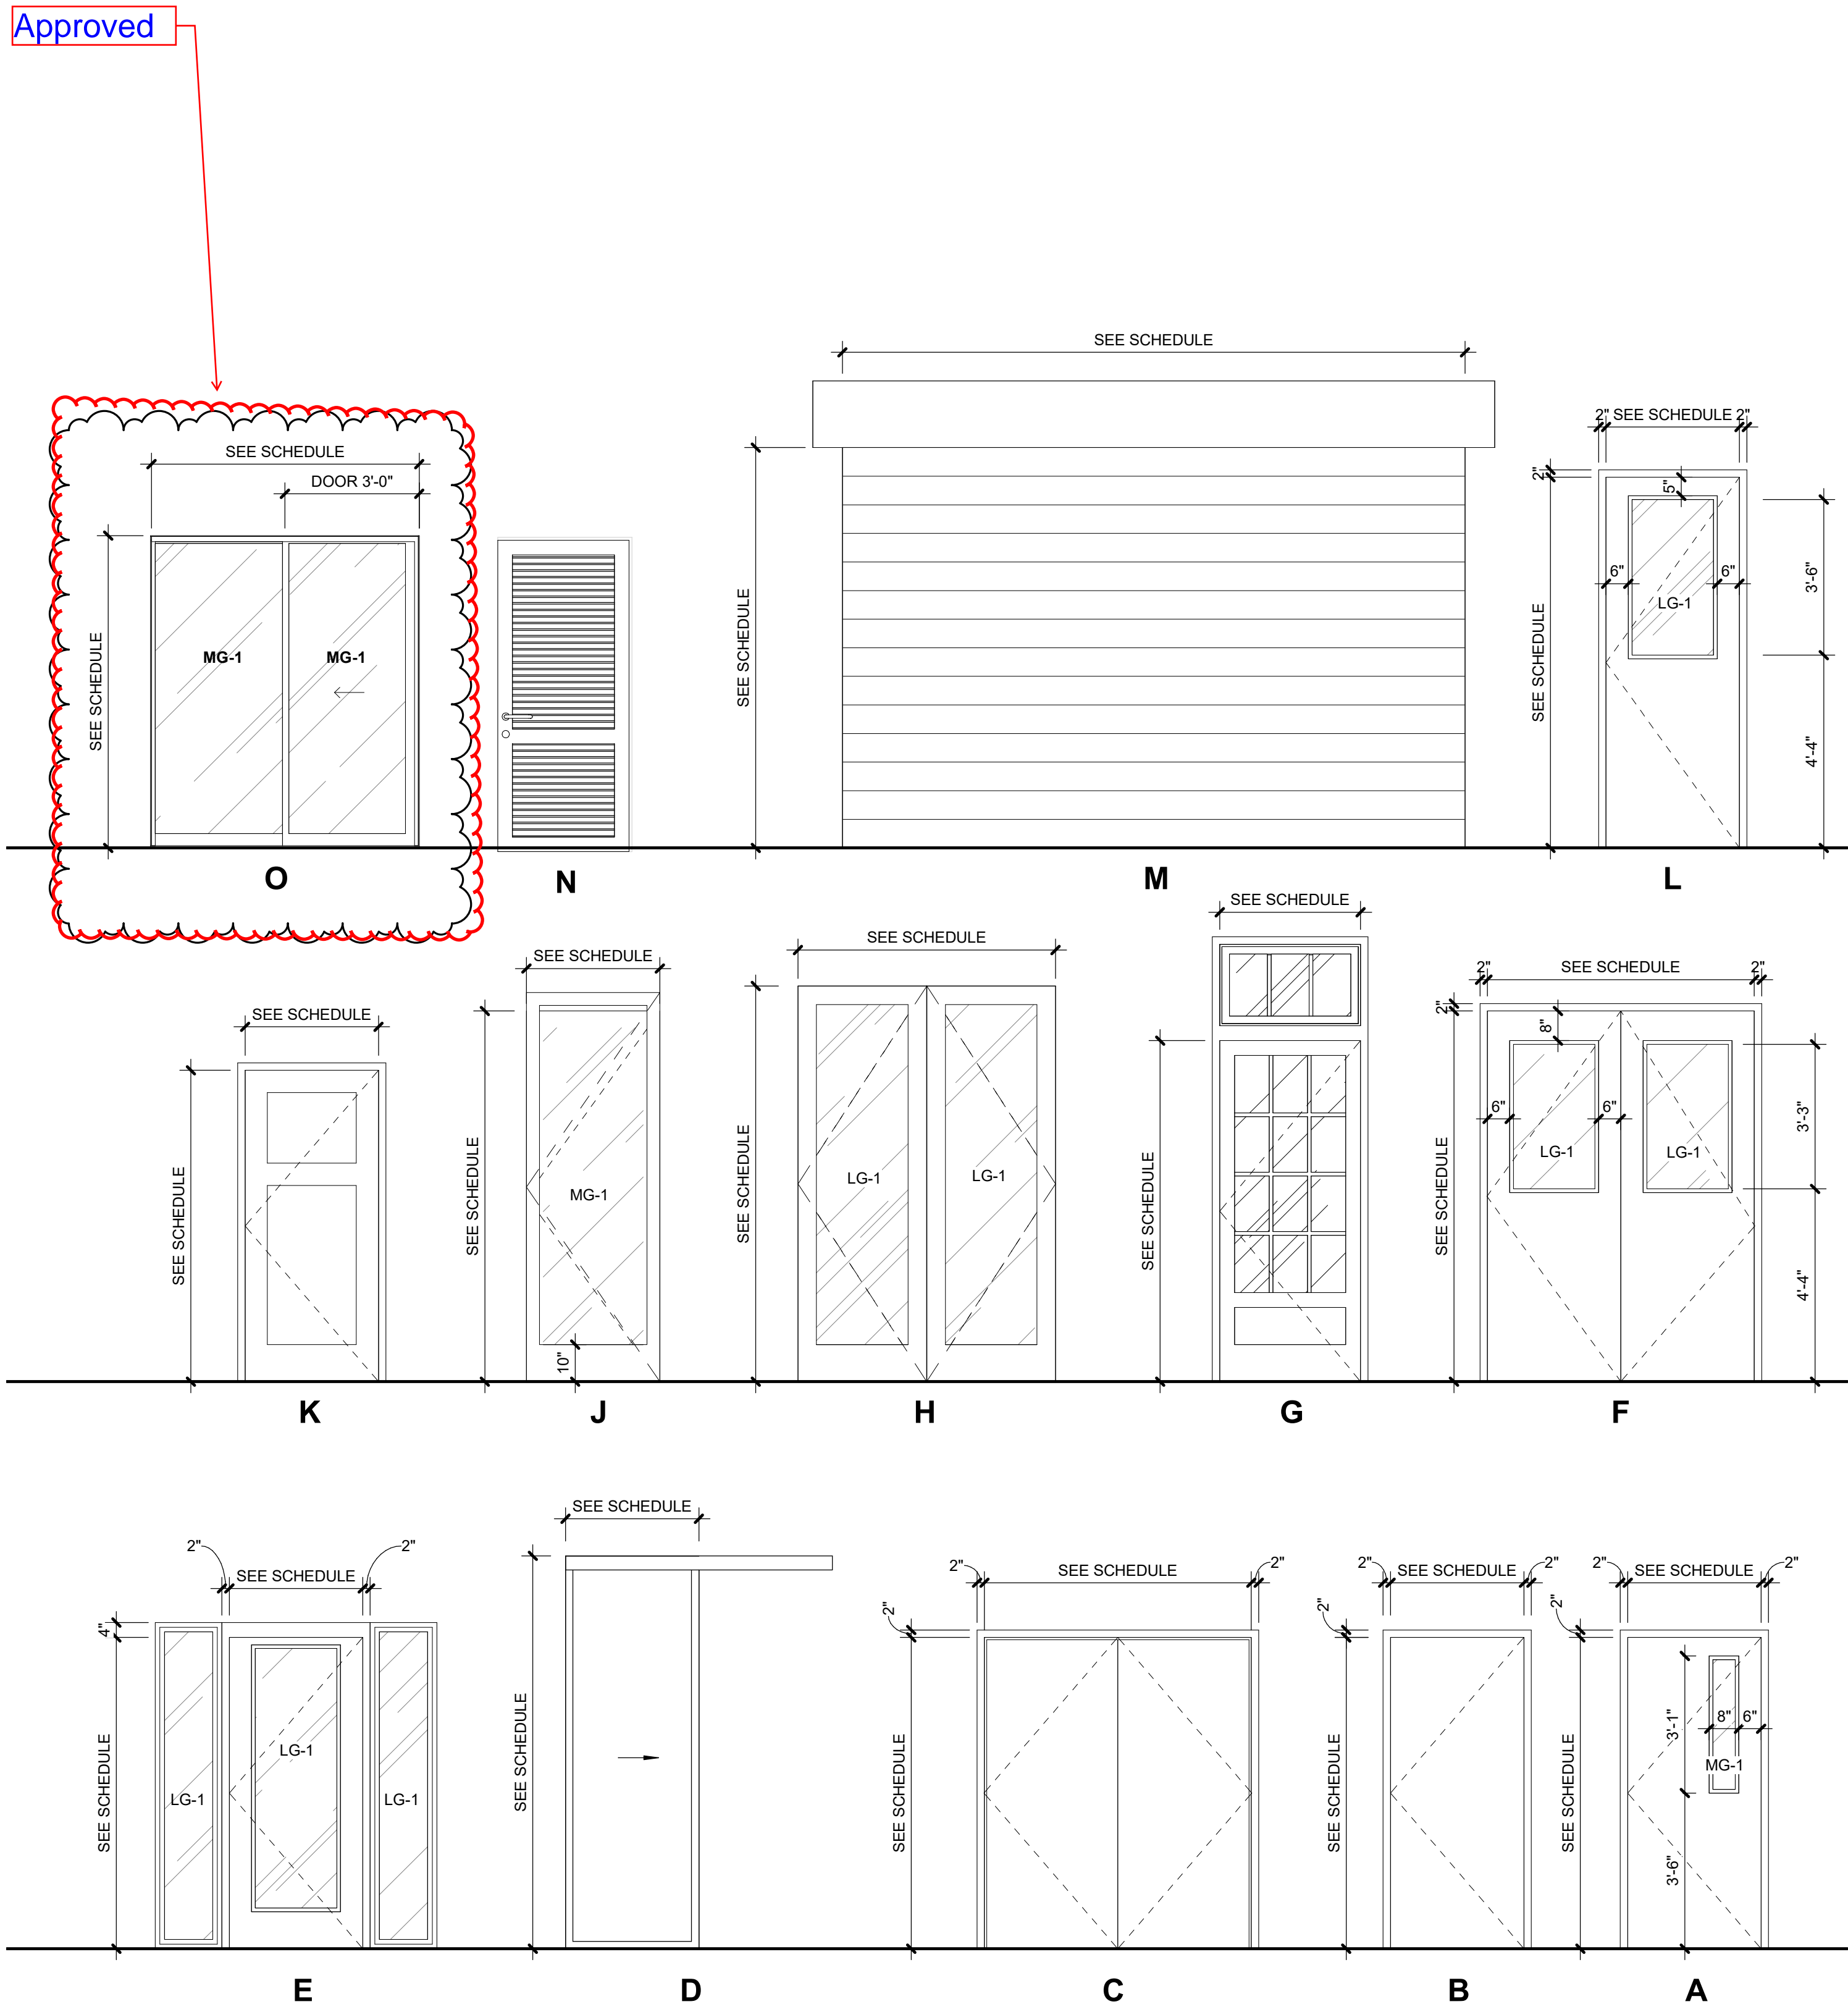 Approved
SEE SCHEDULE
DOOR 3'-0"
SEE SCHEDULE
MG-1
MG-1
O
N
SEE SCHEDULE
SEE SCHEDULE
M
2" SEE SCHEDULE 2"
2"
5"
6"
6"
LG-1
3'-6"
SEE SCHEDULE
4'-4"
L
SEE SCHEDULE
SEE SCHEDULE
K
SEE SCHEDULE
SEE SCHEDULE
MG-1
10"
J
SEE SCHEDULE
SEE SCHEDULE
LG-1
LG-1
H
SEE SCHEDULE
SEE SCHEDULE
G
2"
SEE SCHEDULE
2"
2"
8"
6"
6"
3'-3"
LG-1
LG-1
SEE SCHEDULE
4'-4"
F
2"
2"
SEE SCHEDULE
4"
LG-1
LG-1
LG-1
SEE SCHEDULE
E
SEE SCHEDULE
SEE SCHEDULE
D
2"
SEE SCHEDULE
2"
2"
SEE SCHEDULE
C
2"
SEE SCHEDULE
2"
2"
SEE SCHEDULE
B
2"
SEE SCHEDULE
2"
2"
3'-1"
8"
6"
MG-1
SEE SCHEDULE
3'-6"
A